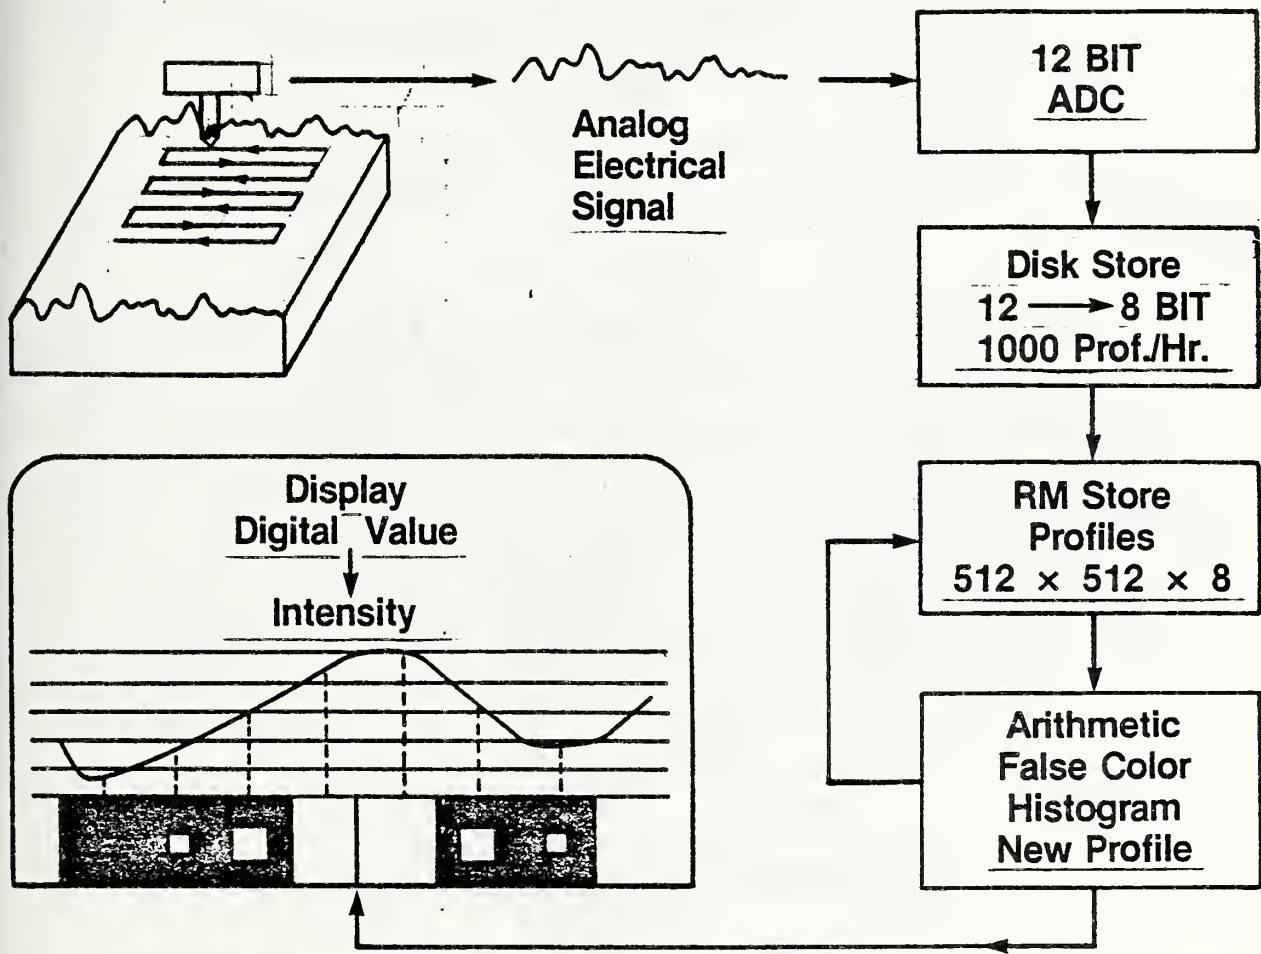 12 BIT
ADC
Analog
Electrical
Signal
Disk Store
12 → 8 BIT
1000 Prof./Hr.
RM Store
Profiles
512 × 512 × 8
Arithmetic
False Color
Histogram
New Profile
Display
Digital Value
Intensity